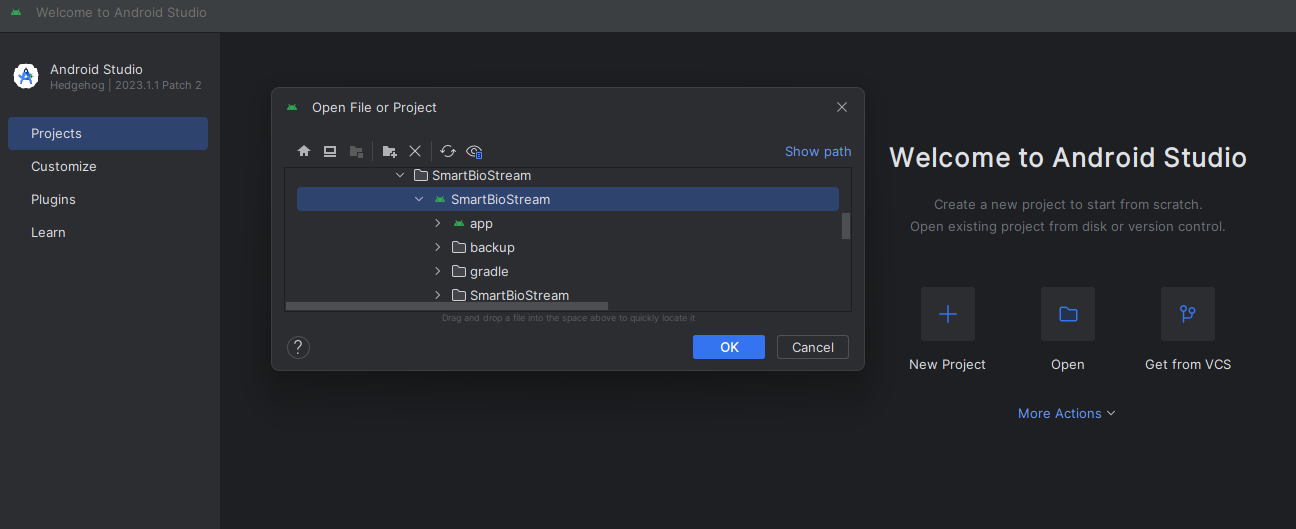 Welcome to Android Studio
Android Studio
Hedgehog | 2023.1.1 Patch 2
Projects
Customize
Plugins
Learn
Open File or Project
Show path
SmartBioStream
SmartBioStream
app
backup
gradle
SmartBioStream
Drag and drop a file into the space above to quickly locate it
?
OK
Cancel
Welcome to Android Studio
Create a new project to start from scratch.
Open existing project from disk or version control.
New Project
Open
Get from VCS
More Actions